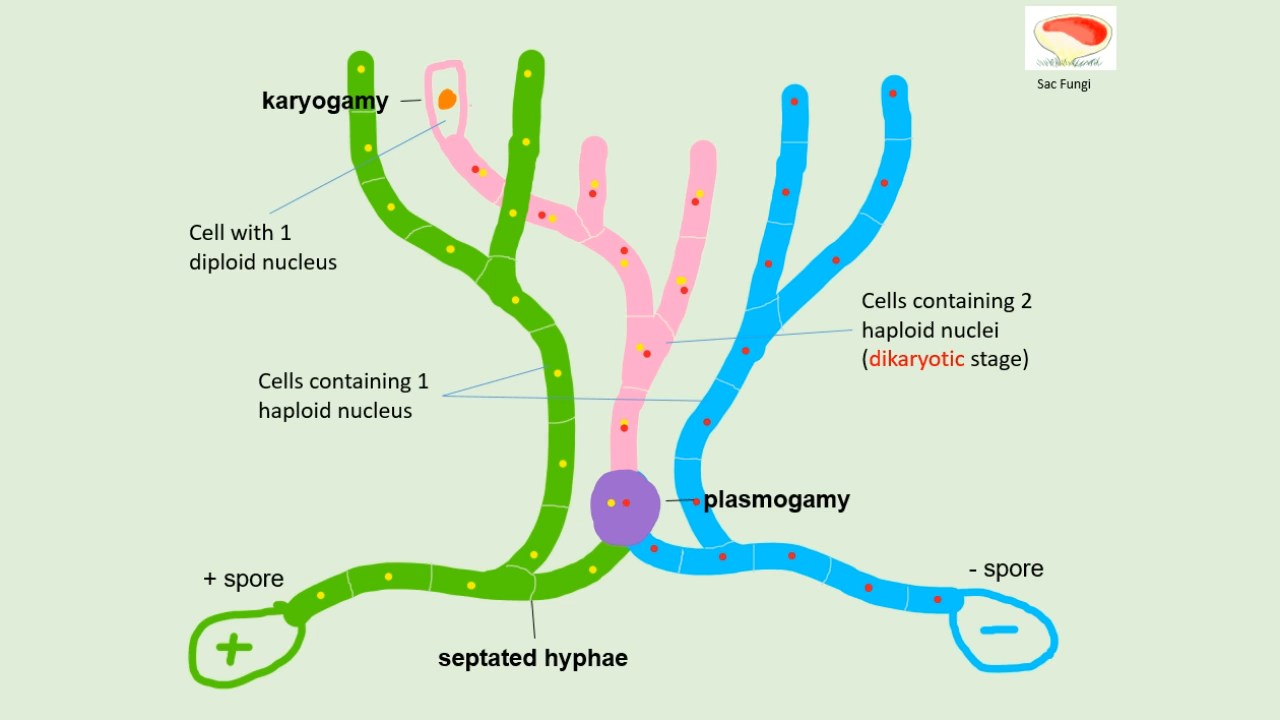 Sac Fungi
karyogamy
Cell with 1
diploid nucleus
Cells containing 2
haploid nuclei
(dikaryotic stage)
Cells containing 1
haploid nucleus
plasmogamy
+ spore
- spore
+
−
septated hyphae